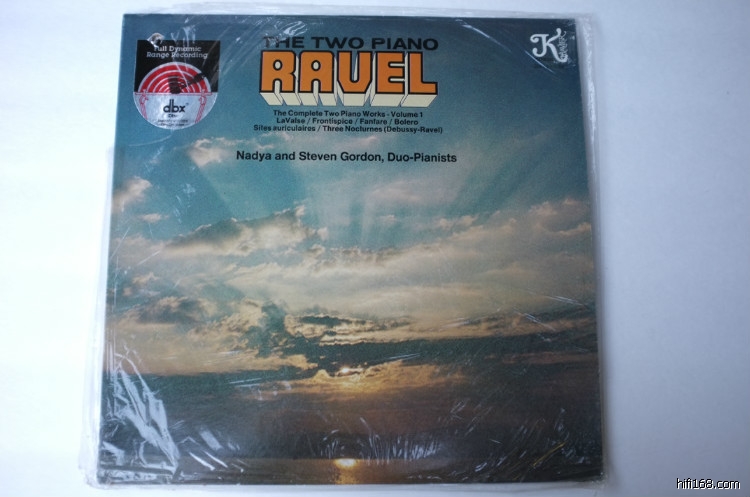 THE TWO PIANO
RAVEL
The Complete Two Piano Works - Volume 1
LaValse / Frontispice / Fanfare / Bolero
Sites auriculaires / Three Nocturnes (Debussy-Ravel)
Nadya and Steven Gordon, Duo-Pianists
Full Dynamic
Range Recording
dbx
K
hifi168.com